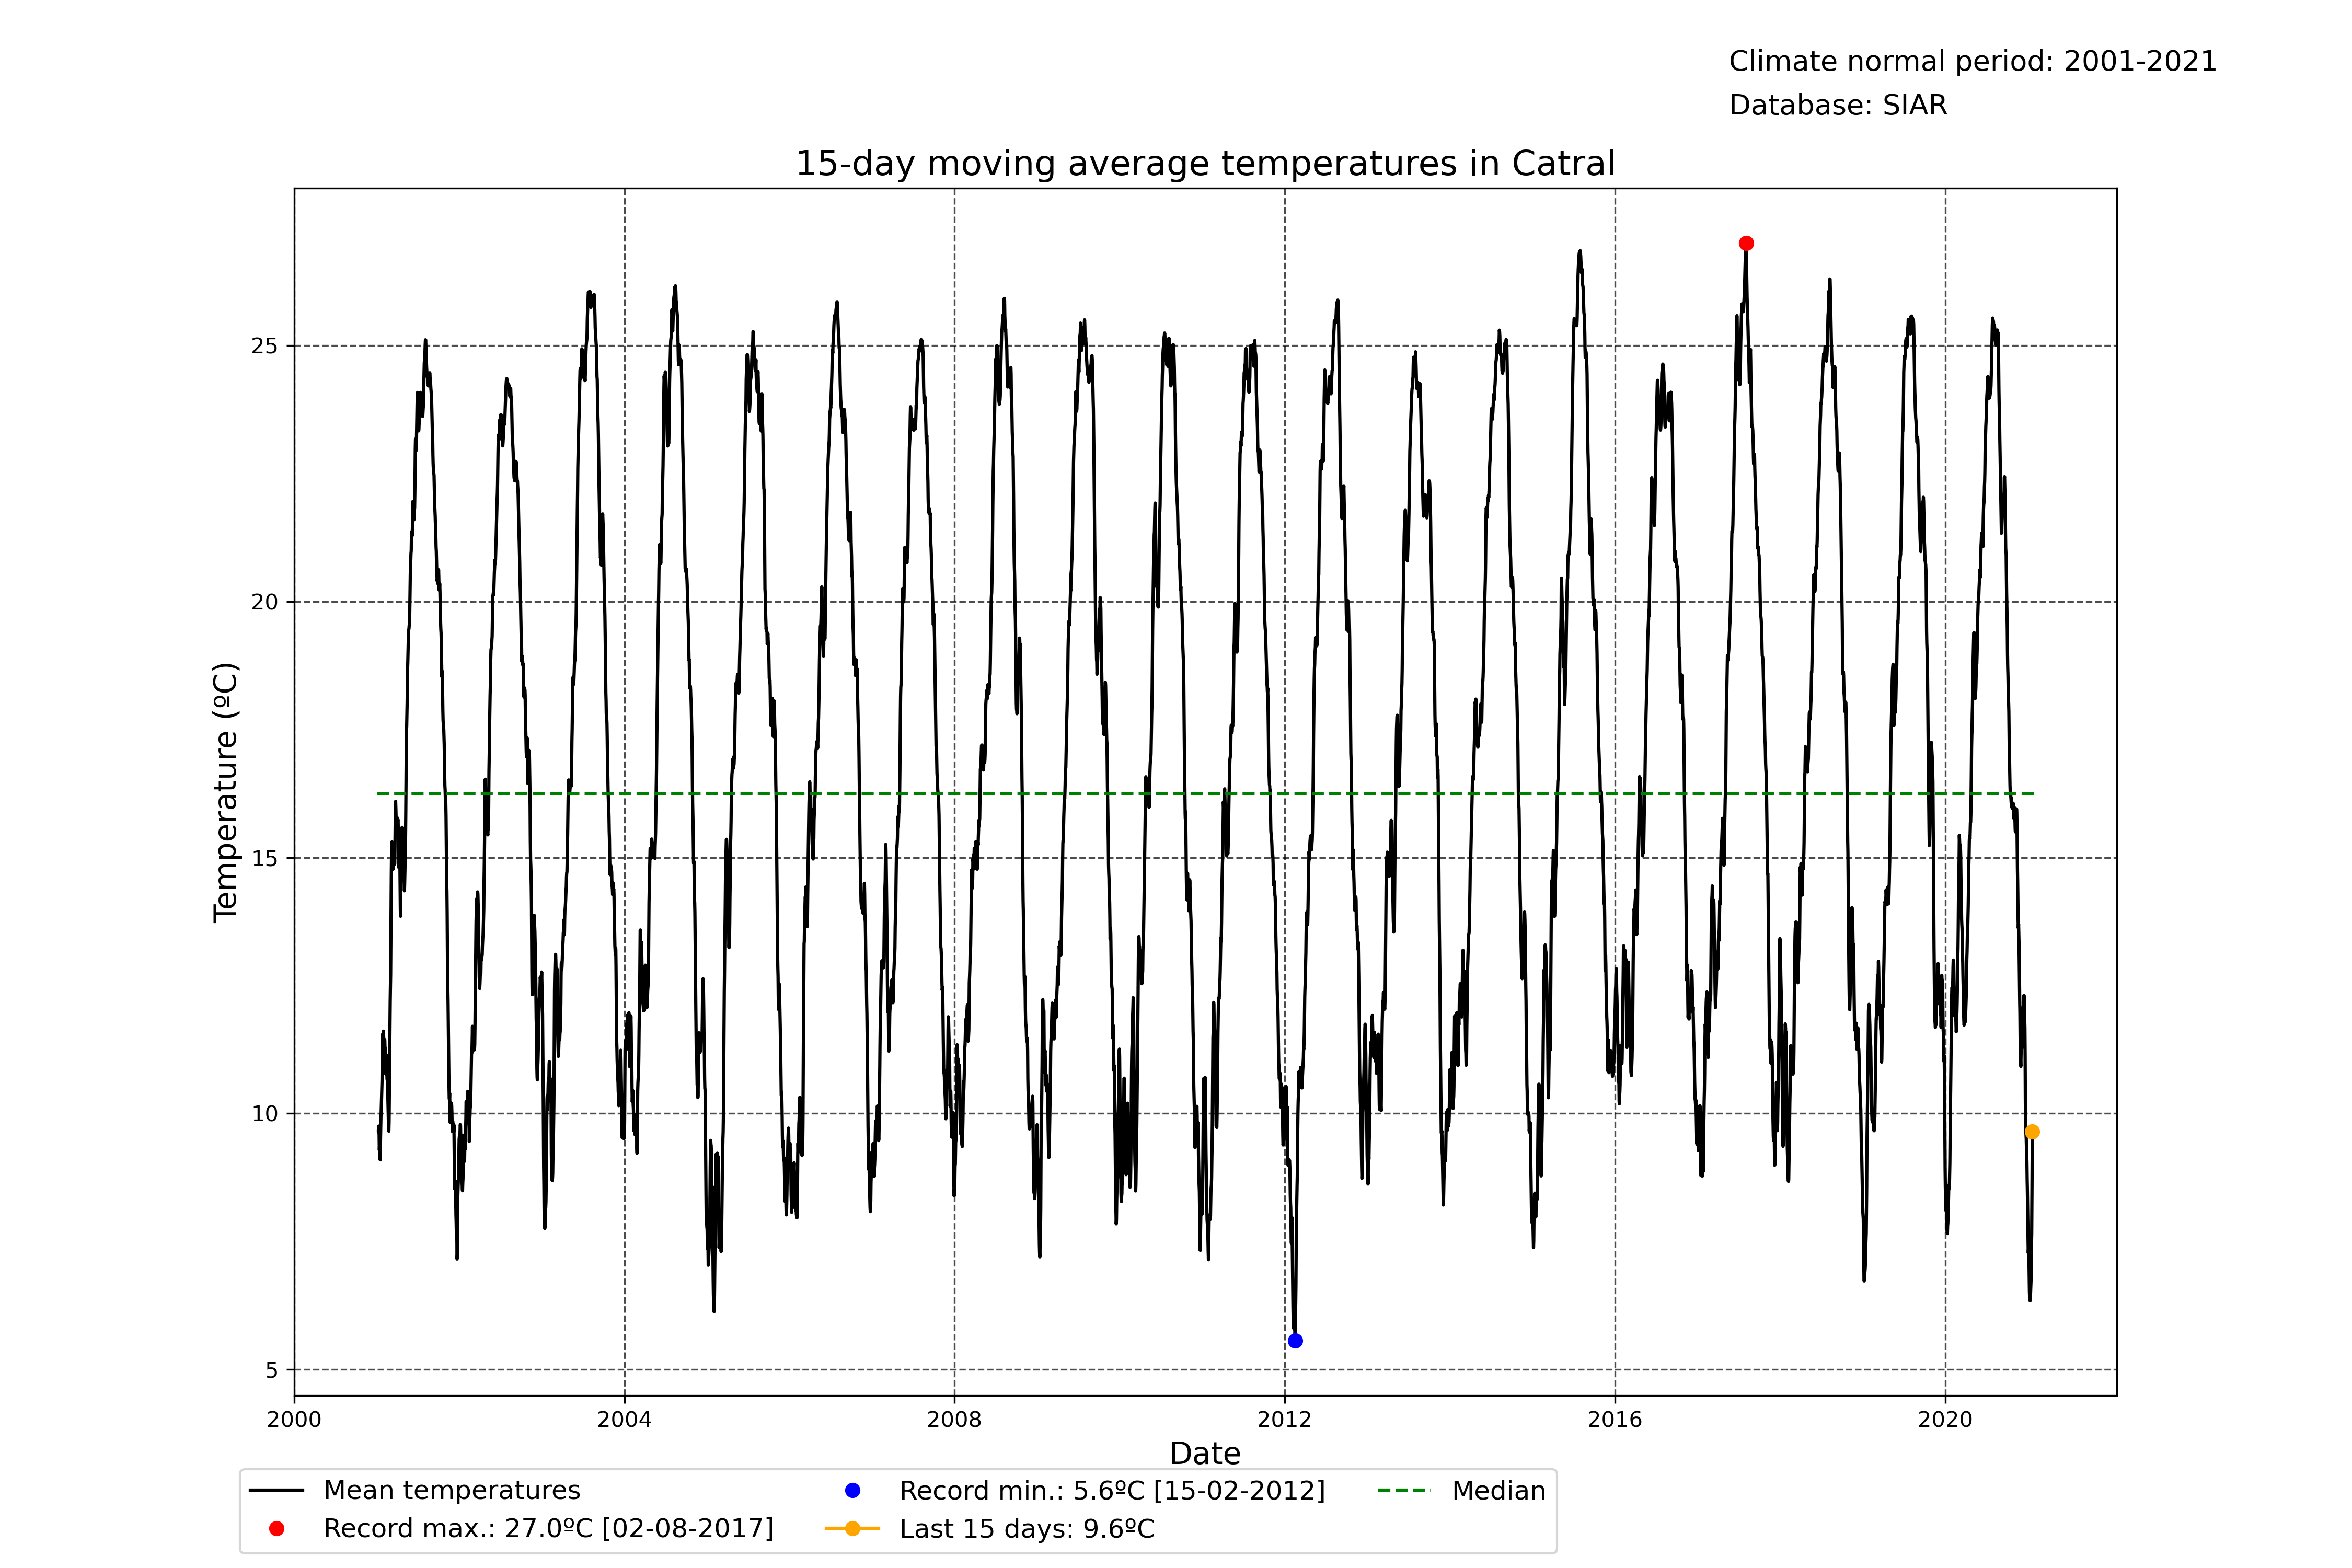 Climate normal period: 2001-2021
Database: SIAR
15-day moving average temperatures in Catral
Temperature (ºC)
25
20
15
10
5
2000 2004 2008 2012 2016 2020
Date
Mean temperatures
Record max.: 27.0ºC [02-08-2017]
Record min.: 5.6ºC [15-02-2012]
Last 15 days: 9.6ºC
Median